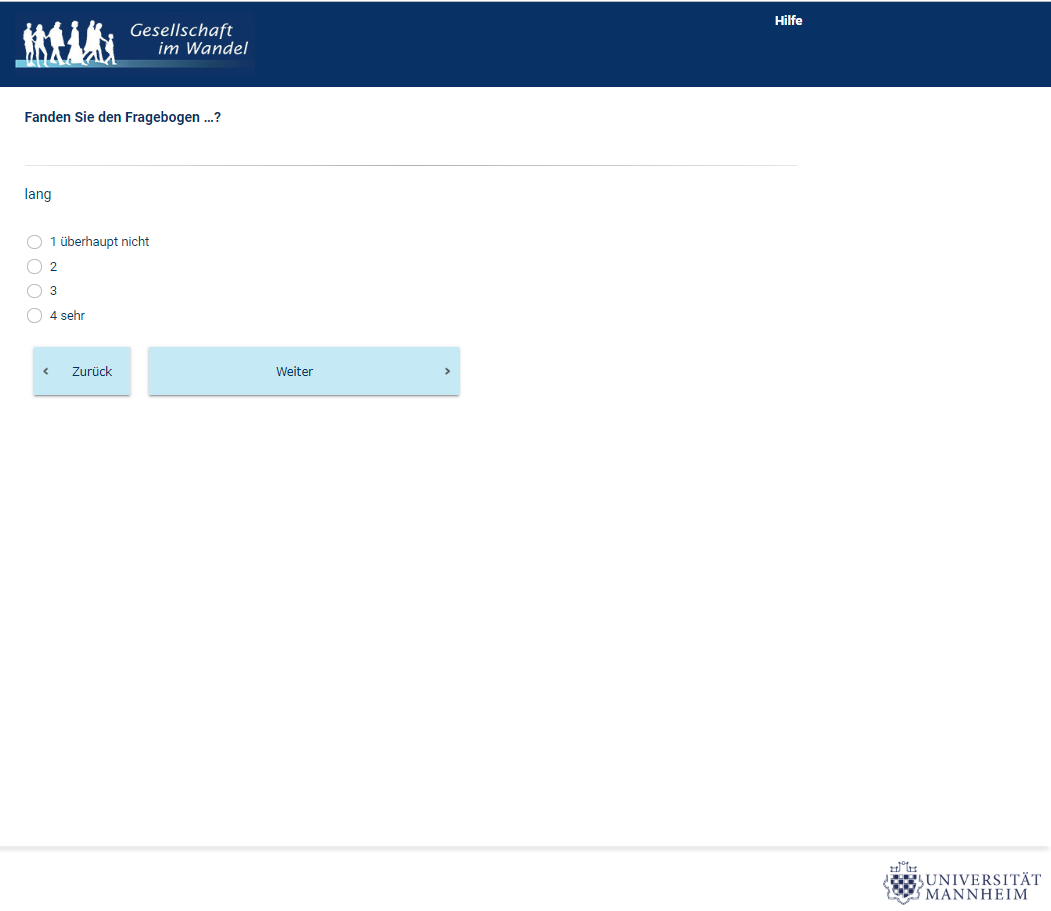 Gesellschaft
im Wandel
Hilfe
Fanden Sie den Fragebogen ...?
lang
1 überhaupt nicht
2
3
4 sehr
Zurück
Weiter
UNIVERSITÄT
MANNHEIM